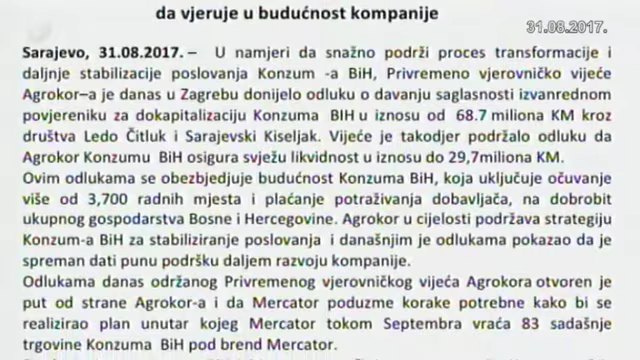 da vjeruje u budućnost kompanije
31.08.2017.
Sarajevo, 31.08.2017. – U namjeri da snažno podrži proces transformacije i
daljnje stabilizacije poslovanja Konzum -a BiH, Privremeno vjerovničko vijeće
Agrokor–a je danas u Zagrebu donijelo odluku o davanju saglasnosti izvanrednom
povjereniku za dokapitalizaciju Konzuma BIH u iznosu od 68.7 miliona KM kroz
društva Ledo Čitluk i Sarajevski Kiseljak. Vijeće je takodjer podržalo odluku da
Agrokor Konzumu BiH osigura svježu likvidnost u iznosu do 29,7miliona KM.
Ovim odlukama se obezbjedjuje budućnost Konzuma BiH, koja uključuje očuvanje
više od 3,700 radnih mjesta i plaćanje potraživanja dobavljača, na dobrobit
ukupnog gospodarstva Bosne i Hercegovine. Agrokor u cijelosti podržava strategiju
Konzum-a BiH za stabiliziranje poslovanja i današnjim je odlukama pokazao da je
spreman dati punu podršku daljem razvoju kompanije.
Odlukama danas održanog Privremenog vjerovničkog vijeća Agrokora otvoren je
put od strane Agrokor-a i da Mercator poduzme korake potrebne kako bi se
realizirao plan unutar kojeg Mercator tokom Septembra vraća 83 sadašnje
trgovine Konzuma BiH pod brend Mercator.